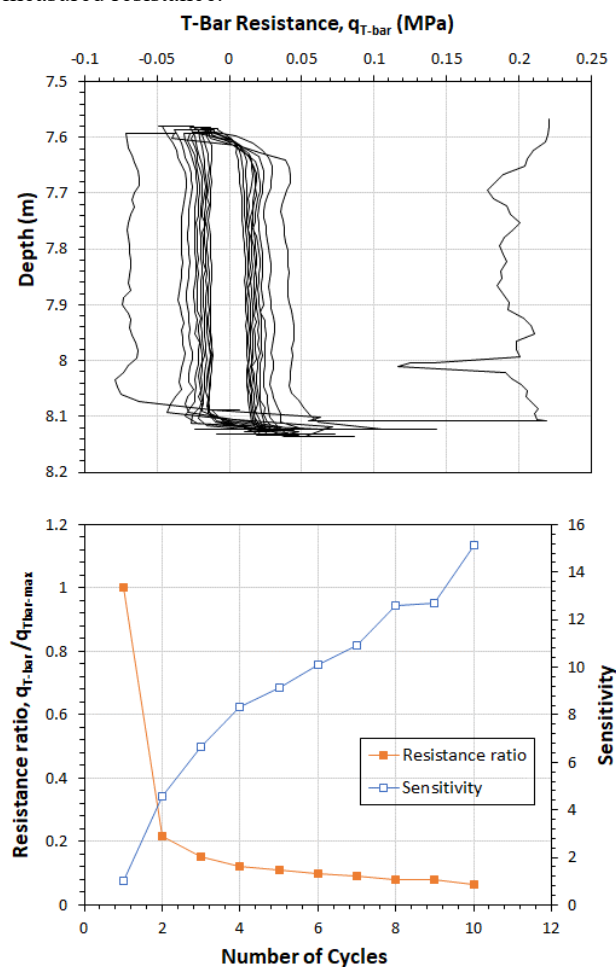 measured resistance.
T-Bar Resistance, qT-bar (MPa)
-0.1 -0.05 0 0.05 0.1 0.15 0.2 0.25
Depth (m)
7.5
7.6
7.7
7.8
7.9
8
8.1
8.2
Resistance ratio, qT-bar/qTbar-max
1.2
1
0.8
0.6
0.4
0.2
0
Resistance ratio
Sensitivity
16
14
12
10
8
6
4
2
0
Sensitivity
0 2 4 6 8 10 12
Number of Cycles